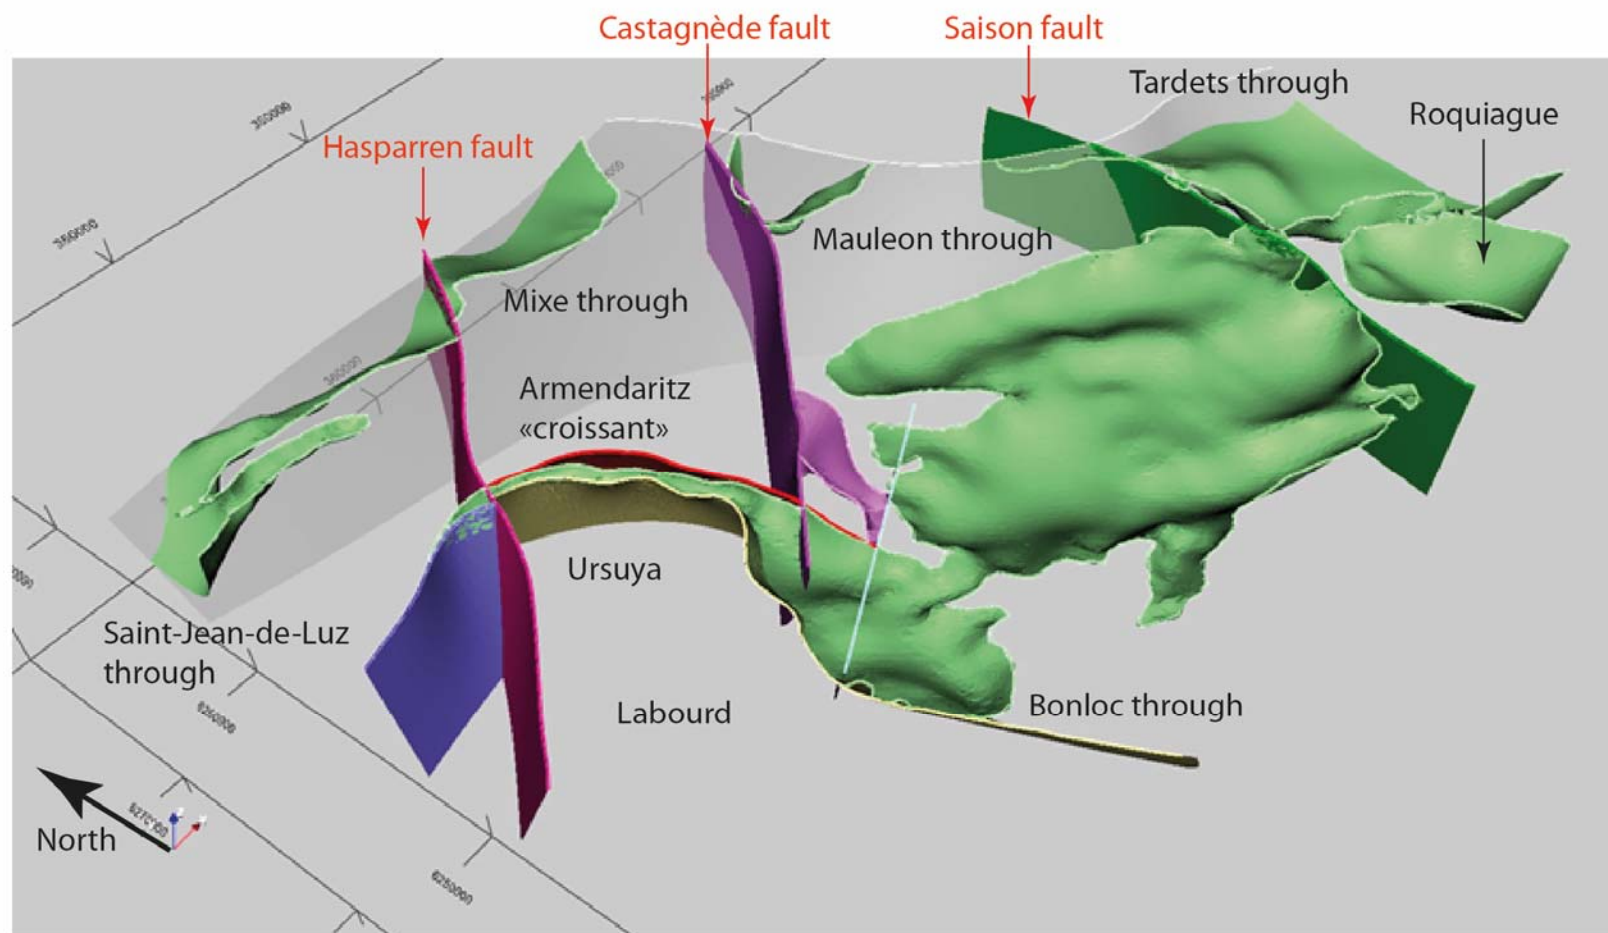 Castagnède fault
Saison fault
Tardets through
Roquiague
Hasparren fault
Mauleon through
Mixe through
Armendaritz
«croissant»
Ursuya
Saint-Jean-de-Luz
through
Labourd
Bonloc through
North